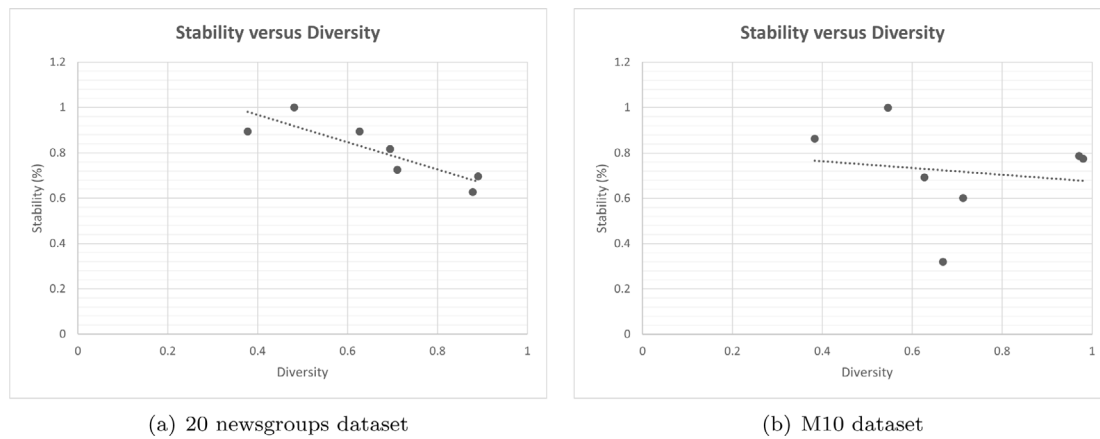 Stability versus Diversity
1.2
1
0.8
0.6
0.4
0.2
0
Stability (%)
0 0.2 0.4 0.6 0.8 1
Diversity
(a) 20 newsgroups dataset
Stability versus Diversity
1.2
1
0.8
0.6
0.4
0.2
0
Stability (%)
0 0.2 0.4 0.6 0.8 1
Diversity
(b) M10 dataset